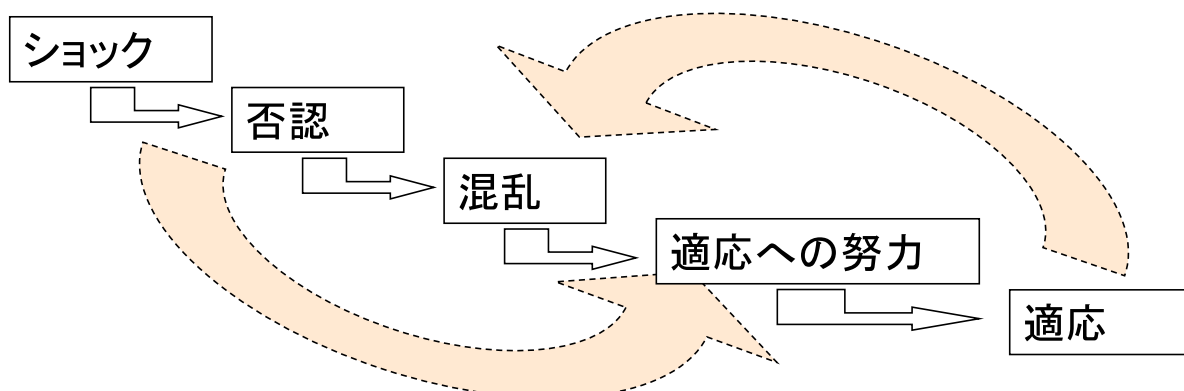 ショック
否認
混乱
適応への努力
適応